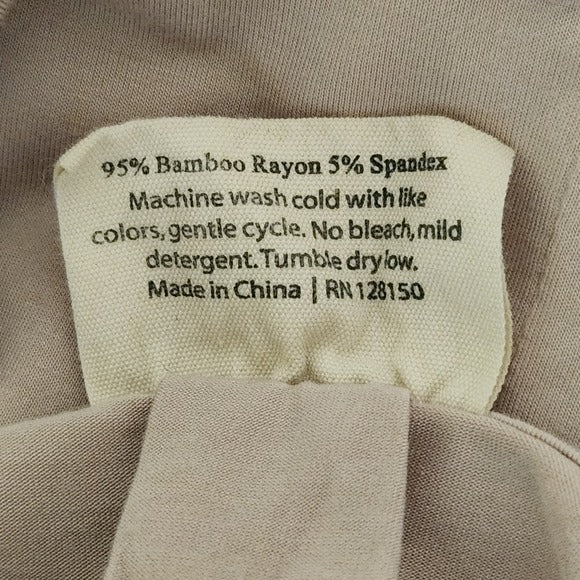 95% Bamboo Rayon 5% Spandex
Machine wash cold with like
colors, gentle cycle. No bleach, mild
detergent. Tumble dry low.
Made in China | RN 128150